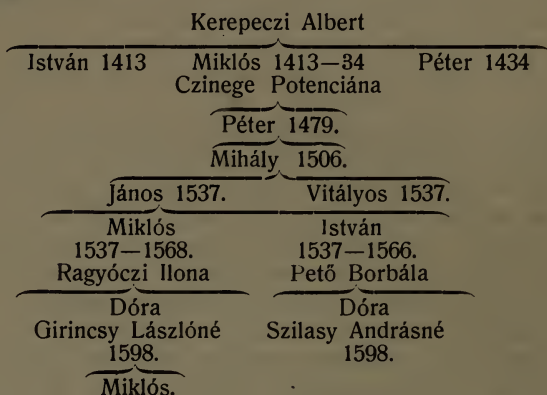 Kerepeczi Albert
István 1413 Miklós 1413—34 Péter 1434
Czinege Potenciána
Péter 1479.
Mihály 1506.
János 1537. Vitályos 1537.
Miklós István
1537—1568. 1537—1566.
Ragyóczi Ilona Pető Borbála
Dóra Dóra
Girincsy Lászlóné Szilasy Andrásné
1598. 1598.
Miklós.